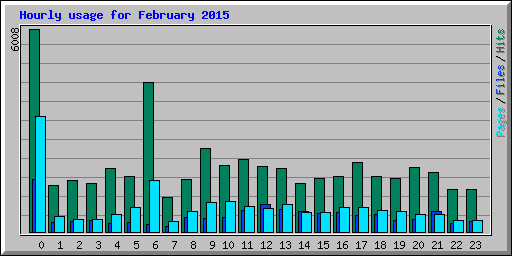 Hourly usage for February 2015
6008
Pages / Files / Hits
0 1 2 3 4 5 6 7 8 9 10 11 12 13 14 15 16 17 18 19 20 21 22 23